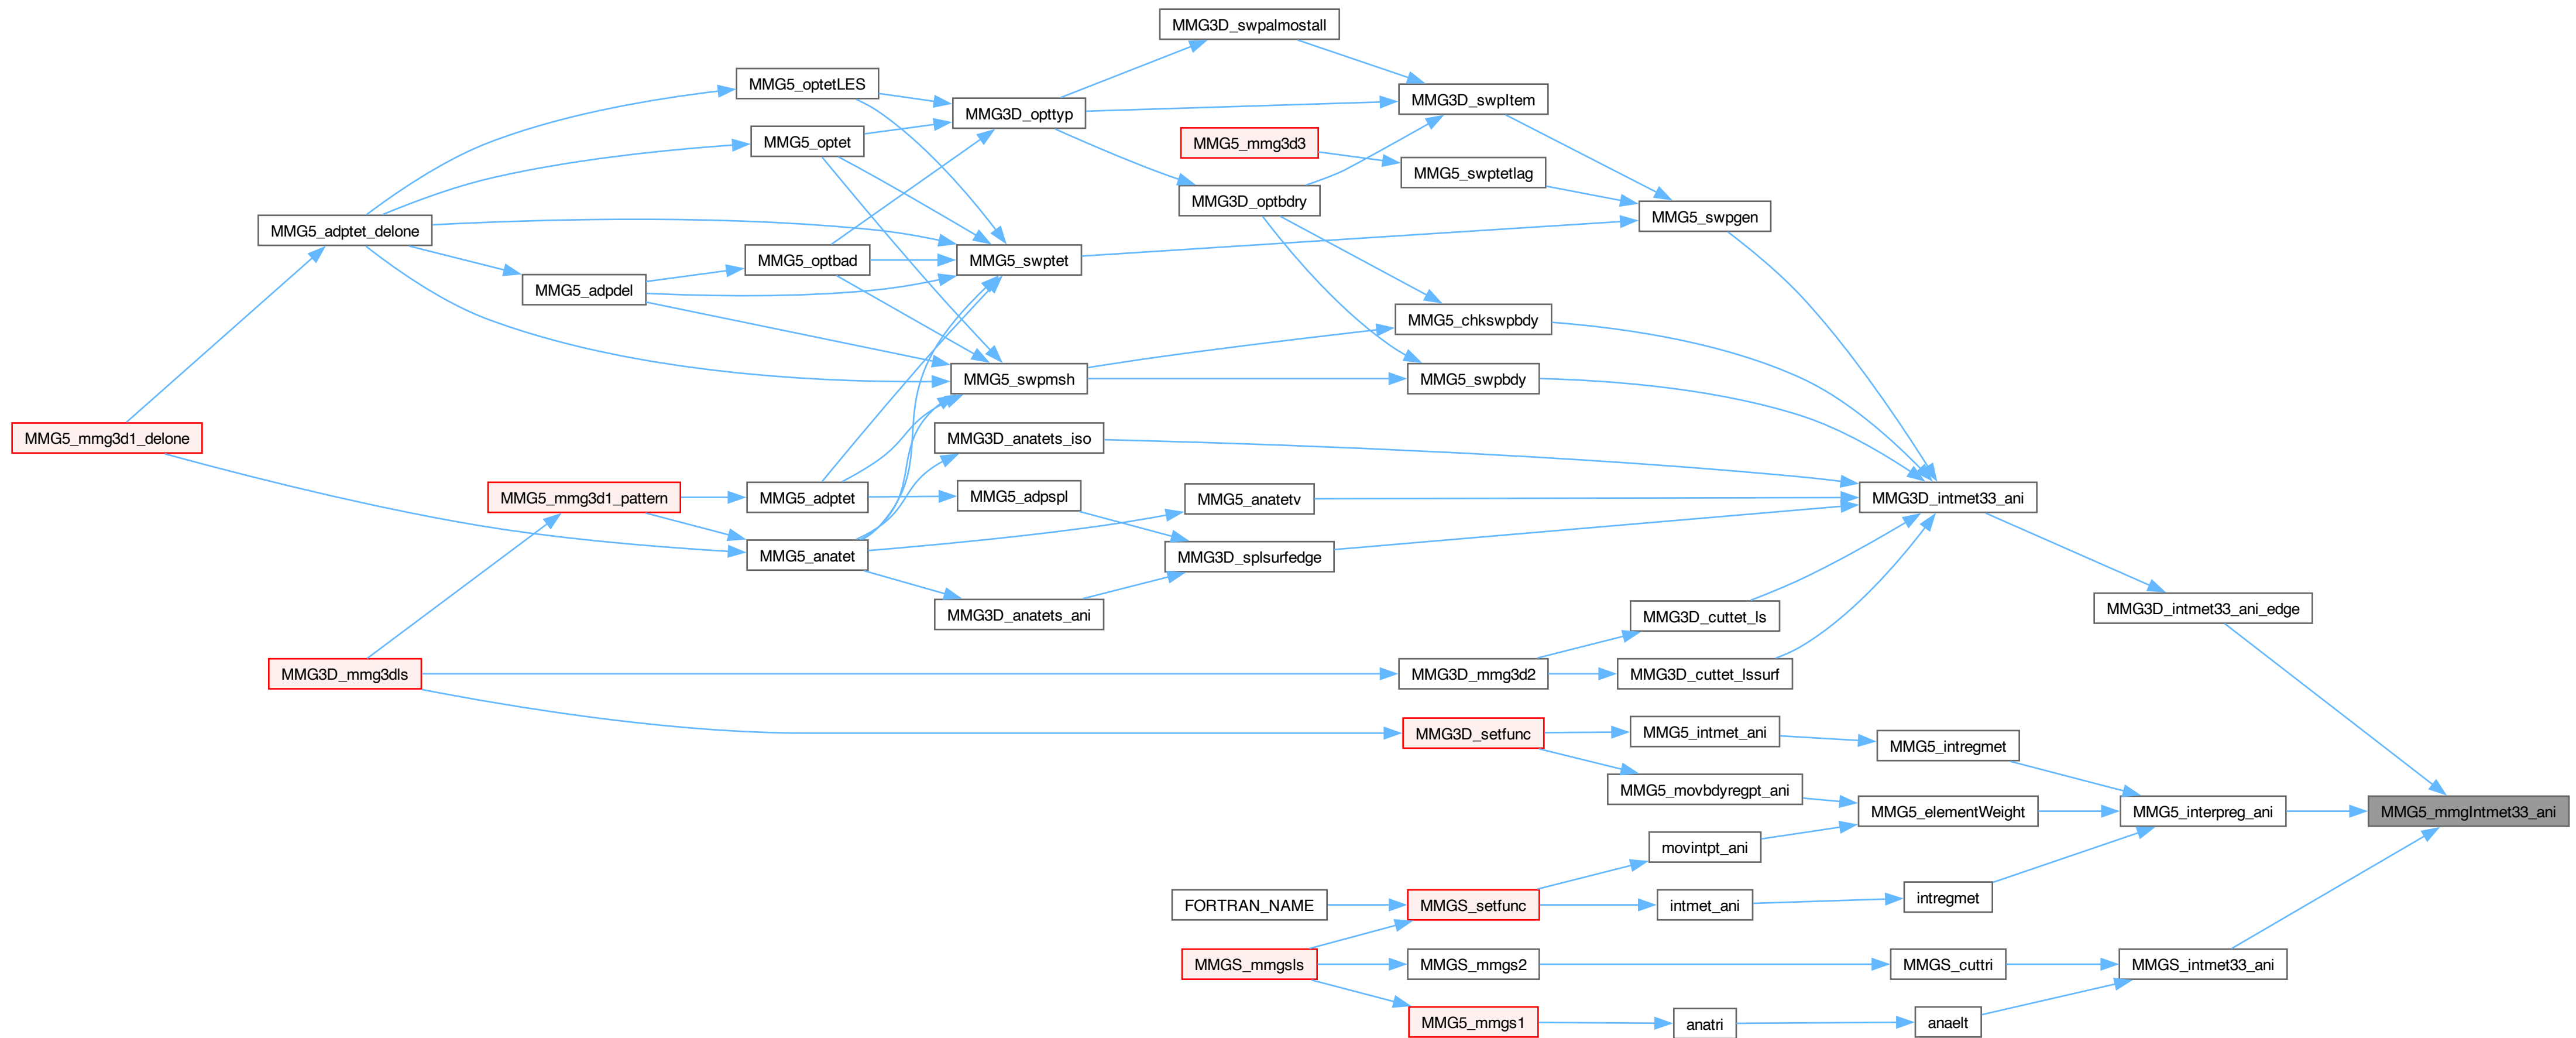 MMG3D_swpalmostall
MMG5_optetLES
MMG3D_opttyp
MMG3D_swpItem
MMG5_optet
MMG5_mmg3d3
MMG5_swptetlag
MMG3D_optbdry
MMG5_swpgen
MMG5_adptet_delone
MMG5_optbad
MMG5_swptet
MMG5_adpdel
MMG5_chkswpbdy
MMG5_swpmsh
MMG5_swpbdy
MMG5_mmg3d1_delone
MMG3D_anatets_iso
MMG5_mmg3d1_pattern
MMG5_adptet
MMG5_adpspl
MMG5_anatetv
MMG3D_intmet33_ani
MMG5_anatet
MMG3D_splsurfedge
MMG3D_anatets_ani
MMG3D_cuttet_ls
MMG3D_intmet33_ani_edge
MMG3D_mmg3dls
MMG3D_mmg3d2
MMG3D_cuttet_lssurf
MMG3D_setfunc
MMG5_intmet_ani
MMG5_intregmet
MMG5_movbdyregpt_ani
MMG5_elementWeight
MMG5_interpreg_ani
MMG5_mmgIntmet33_ani
movintpt_ani
FORTRAN_NAME
MMGS_setfunc
intmet_ani
intregmet
MMGS_mmgsls
MMGS_mmgs2
MMGS_cuttri
MMGS_intmet33_ani
MMG5_mmgs1
anatri
anaelt